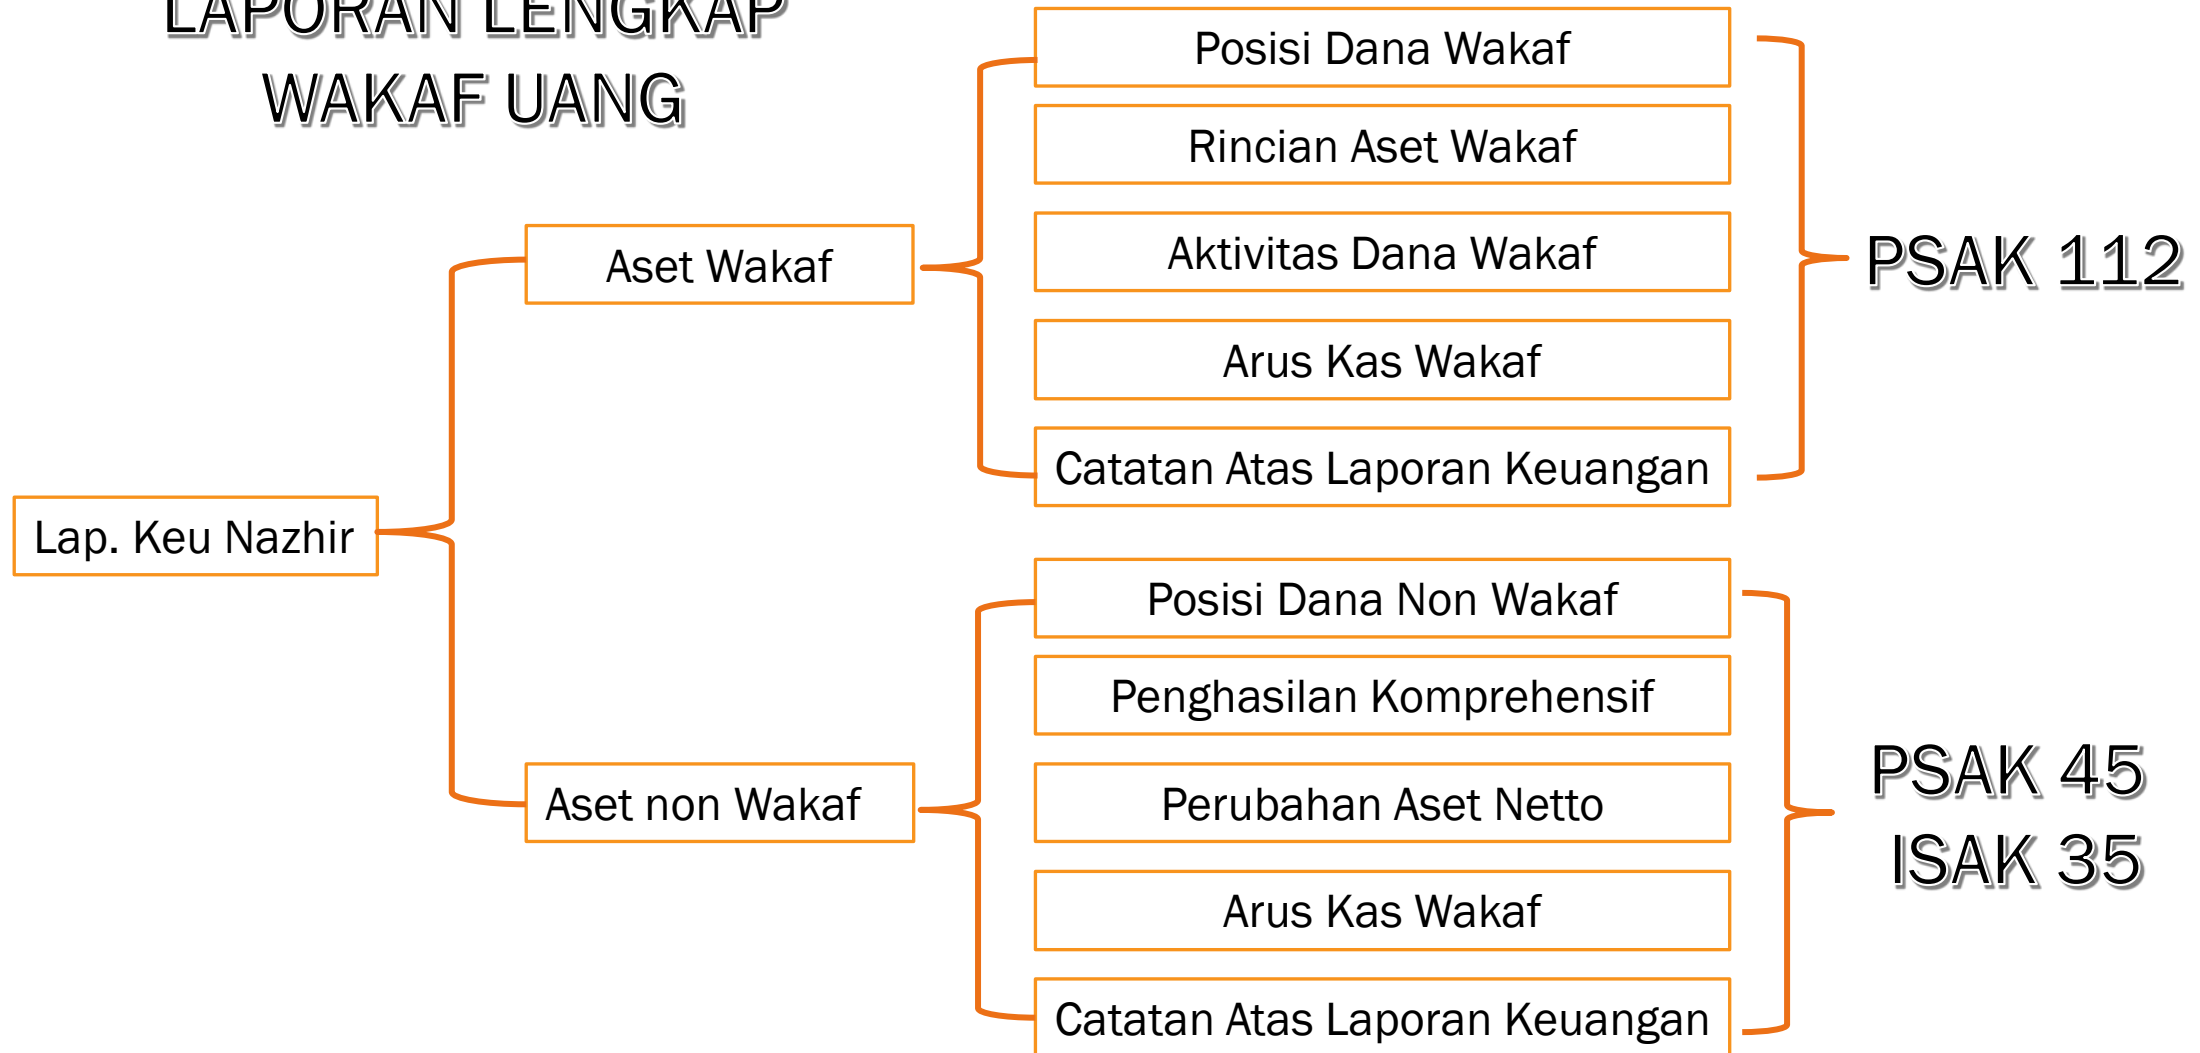 LAPORAN LENGKAP
WAKAF UANG
Lap. Keu Nazhir
Aset Wakaf
Posisi Dana Wakaf
Rincian Aset Wakaf
Aktivitas Dana Wakaf
Arus Kas Wakaf
Catatan Atas Laporan Keuangan
PSAK 112
Aset non Wakaf
Posisi Dana Non Wakaf
Penghasilan Komprehensif
Perubahan Aset Netto
Arus Kas Wakaf
Catatan Atas Laporan Keuangan
PSAK 45
ISAK 35